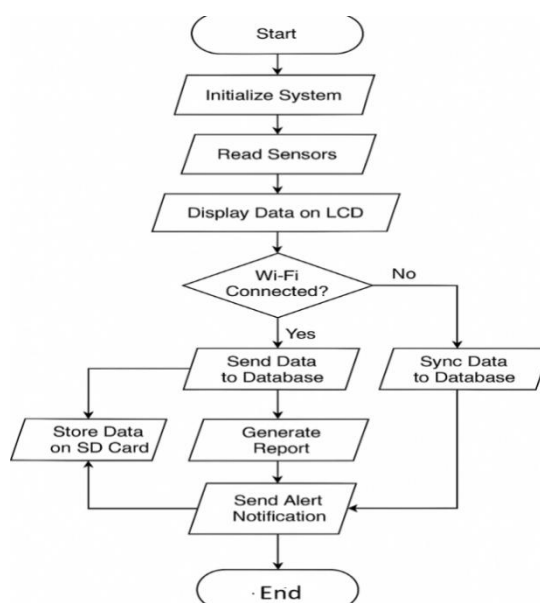 Start
Initialize System
Read Sensors
Display Data on LCD
Wi-Fi
Connected?
No
Yes
Send Data
to Database
Sync Data
to Database
Store Data
on SD Card
Generate
Report
Send Alert
Notification
End